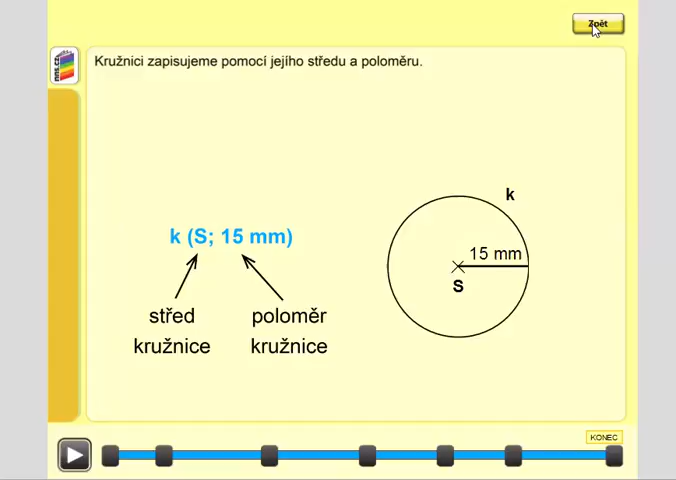 Zpět
Kružnici zapisujeme pomocí jejího středu a poloměru.
k
k (S; 15 mm)
15 mm
S
střed
kružnice
poloměr
kružnice
KONEC